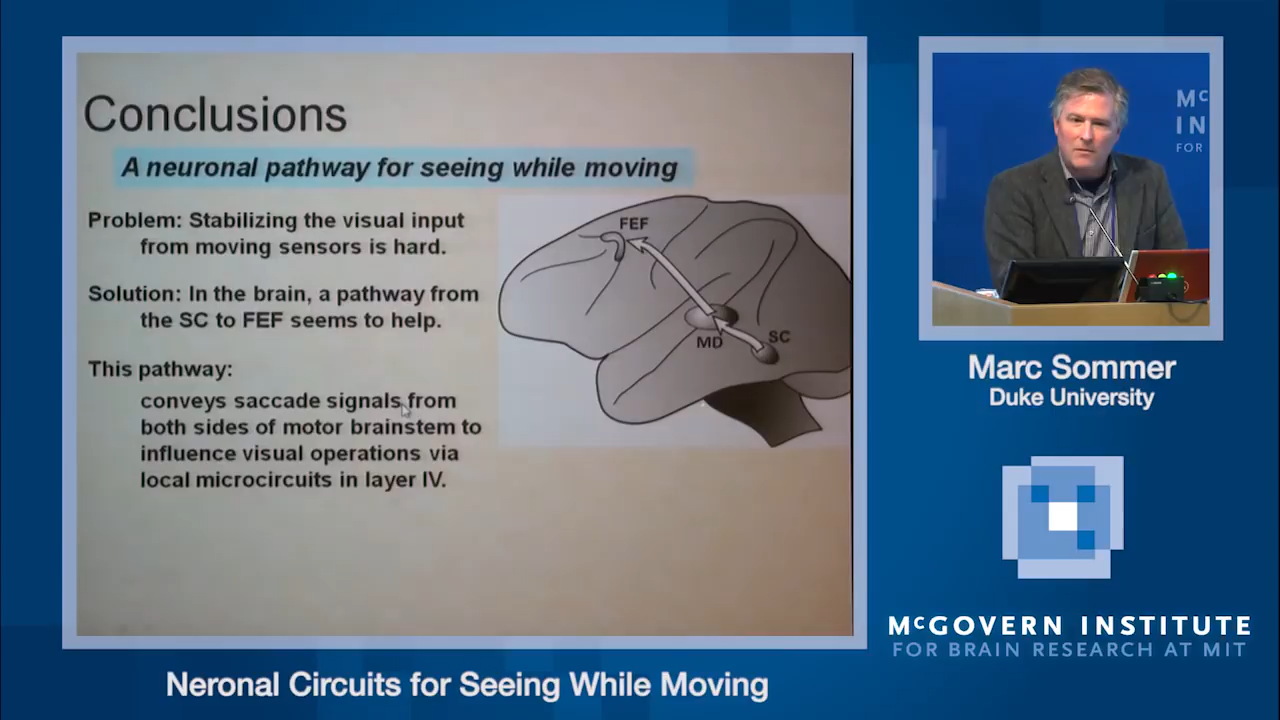 Conclusions
A neuronal pathway for seeing while moving
Problem: Stabilizing the visual input
from moving sensors is hard.
Solution: In the brain, a pathway from
the SC to FEF seems to help.
This pathway:
conveys saccade signals from
both sides of motor brainstem to
influence visual operations via
local microcircuits in layer IV.
FEF
MD
SC
Mc
IN
FOR
Marc Sommer
Duke University
McGOVERN INSTITUTE
FOR BRAIN RESEARCH AT MIT
Neronal Circuits for Seeing While Moving